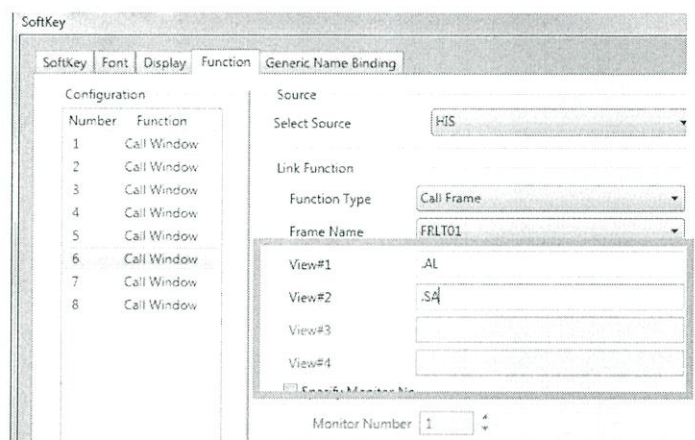 SoftKey
SoftKey Font Display Function Generic Name Binding
Configuration
Number Function
1 Call Window
2 Call Window
3 Call Window
4 Call Window
5 Call Window
6 Call Window
7 Call Window
8 Call Window
Source
Select Source HIS
Link Function
Function Type Call Frame
Frame Name FRLT01
View#1 .AL
View#2 .SA
View#3
View#4
Specify Monitor No
Monitor Number 1